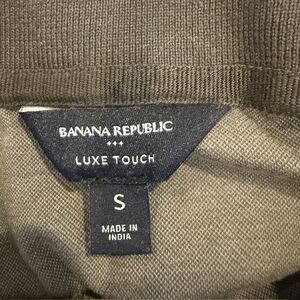 BANANA REPUBLIC
LUXE TOUCH
S
MADE IN
INDIA